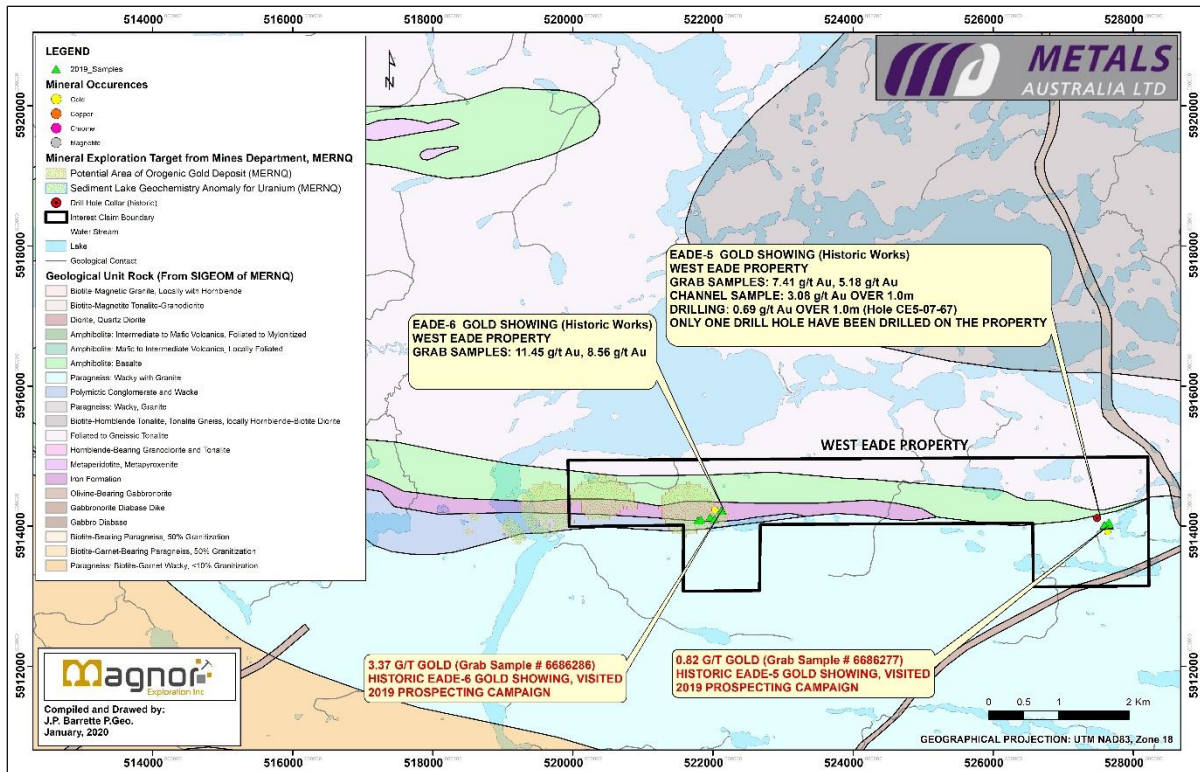 514000
516000
518000
520000
522000
524000
526000
528000
5920000
5918000
5916000
5914000
5912000
5920000
5918000
5916000
5914000
5912000
METALS
AUSTRALIA LTD
N
LEGEND
2019_Samples
Mineral Occurences
Gold
Copper
Chrome
Magnetite
Mineral Exploration Target from Mines Department, MERNQ
Potential Area of Orogenic Gold Deposit (MERNQ)
Sediment Lake Geochemistry Anomaly for Uranium (MERNQ)
Drill Hole Collar (historic)
Interest Claim Boundary
Water Stream
Lake
Geological Contact
Geological Unit Rock (From SIGEOM of MERNQ)
Biotite-Magnetic Granite, Locally with Hornblende
Biotite-Magnetite Tonalite-Granodiorite
Diorite, Quartz Diorite
Amphibolite: Intermediate to Mafic Volcanics, Foliated to Mylonitized
Amphibolite: Mafic to Intermediate Volcanics, Locally Foliated
Amphibolite: Basalte
Paragneiss: Wacky with Granite
Polymictic Conglomerate and Wacke
Paragneiss: Wacky, Granite
Biotite-Hornblende Tonalite, Tonalite Gneiss, locally Hornblende-Biotite Diorite
Foliated to Gneissic Tonalite
Hornblende-Bearing Granodiorite and Tonalite
Metaperidotite, Metapyroxenite
Iron Formation
Olivine-Bearing Gabbronorite
Gabbronorite Diabase Dike
Gabbro Diabase
Biotite-Bearing Paragneiss, 50% Granitization
Biotite-Garnet-Bearing Paragneiss, 50% Granitization
Paragneiss: Biotite-Garnet Wacky, <10% Granitization
EADE-5 GOLD SHOWING (Historic Works)
WEST EADE PROPERTY
GRAB SAMPLES: 7.41 g/t Au, 5.18 g/t Au
CHANNEL SAMPLE: 3.08 g/t Au OVER 1.0m
DRILLING: 0.69 g/t Au OVER 1.0m (Hole CE5-07-67)
ONLY ONE DRILL HOLE HAVE BEEN DRILLED ON THE PROPERTY
EADE-6 GOLD SHOWING (Historic Works)
WEST EADE PROPERTY
GRAB SAMPLES: 11.45 g/t Au, 8.56 g/t Au
WEST EADE PROPERTY
3.37 G/T GOLD (Grab Sample # 6686286)
HISTORIC EADE-6 GOLD SHOWING, VISITED
2019 PROSPECTING CAMPAIGN
0.82 G/T GOLD (Grab Sample # 6686277)
HISTORIC EADE-5 GOLD SHOWING, VISITED
2019 PROSPECTING CAMPAIGN
Magnor
Exploration Inc
Compiled and Drawed by:
J.P. Barrette P.Geo.
January, 2020
0 0.5 1 2 Km
GEOGRAPHICAL PROJECTION: UTM NAD83, Zone 18
514000
516000
518000
520000
522000
524000
526000
528000